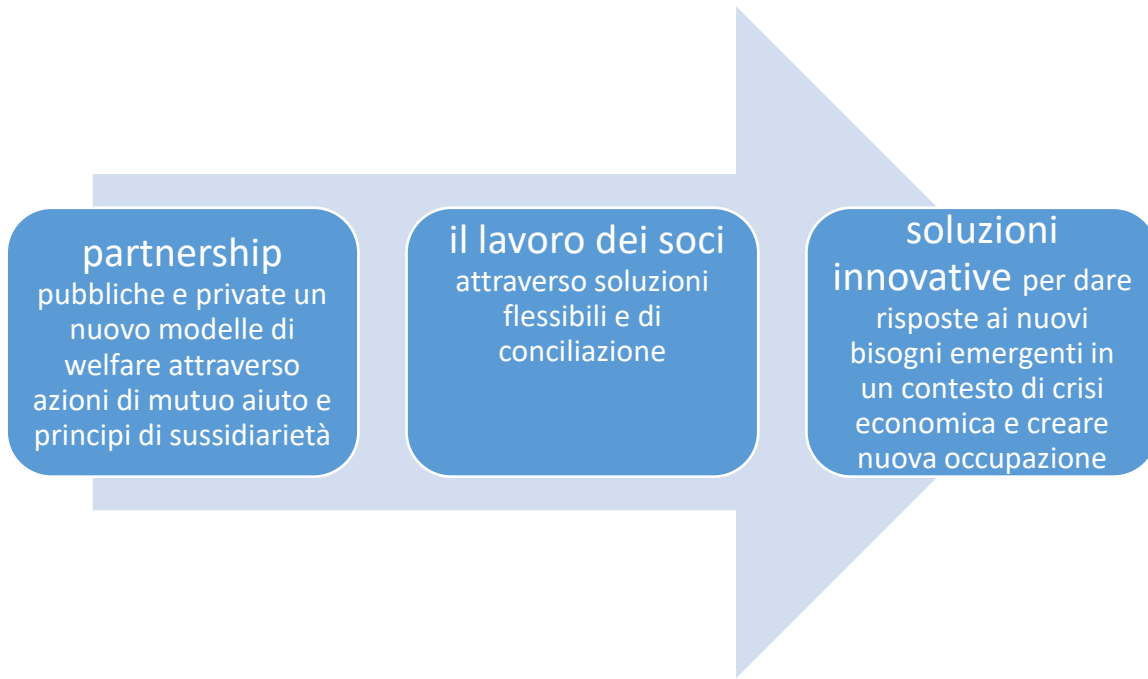 partnership
pubbliche e private un
nuovo modelle di
welfare attraverso
azioni di mutuo aiuto e
principi di sussidiarietà
il lavoro dei soci
attraverso soluzioni
flessibili e di
conciliazione
soluzioni
innovative per dare
risposte ai nuovi
bisogni emergenti in
un contesto di crisi
economica e creare
nuova occupazione